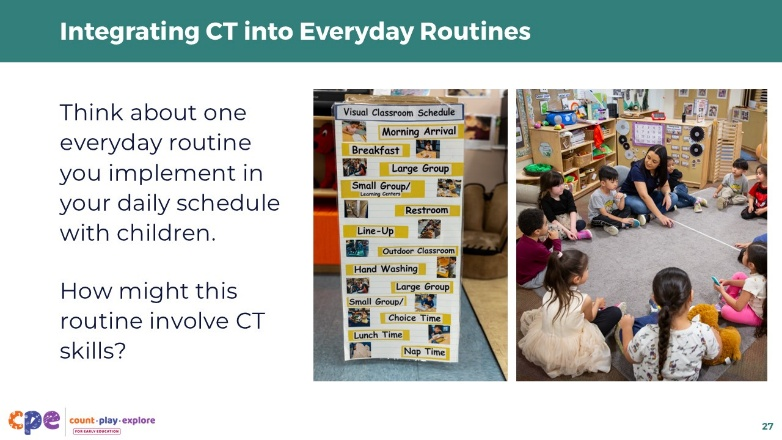 Integrating CT into Everyday Routines
Think about one
everyday routine
you implement in
your daily schedule
with children.
How might this
routine involve CT
skills?
Visual Classroom Schedule
Morning Arrival
Breakfast
Large Group
Small Group/
Learning Centers
Restroom
Line-Up
Outdoor Classroom
Hand Washing
Large Group
Small Group/
Choice Time
Lunch Time
Nap Time
cpe
count·play·explore
FOR EARLY EDUCATION
27